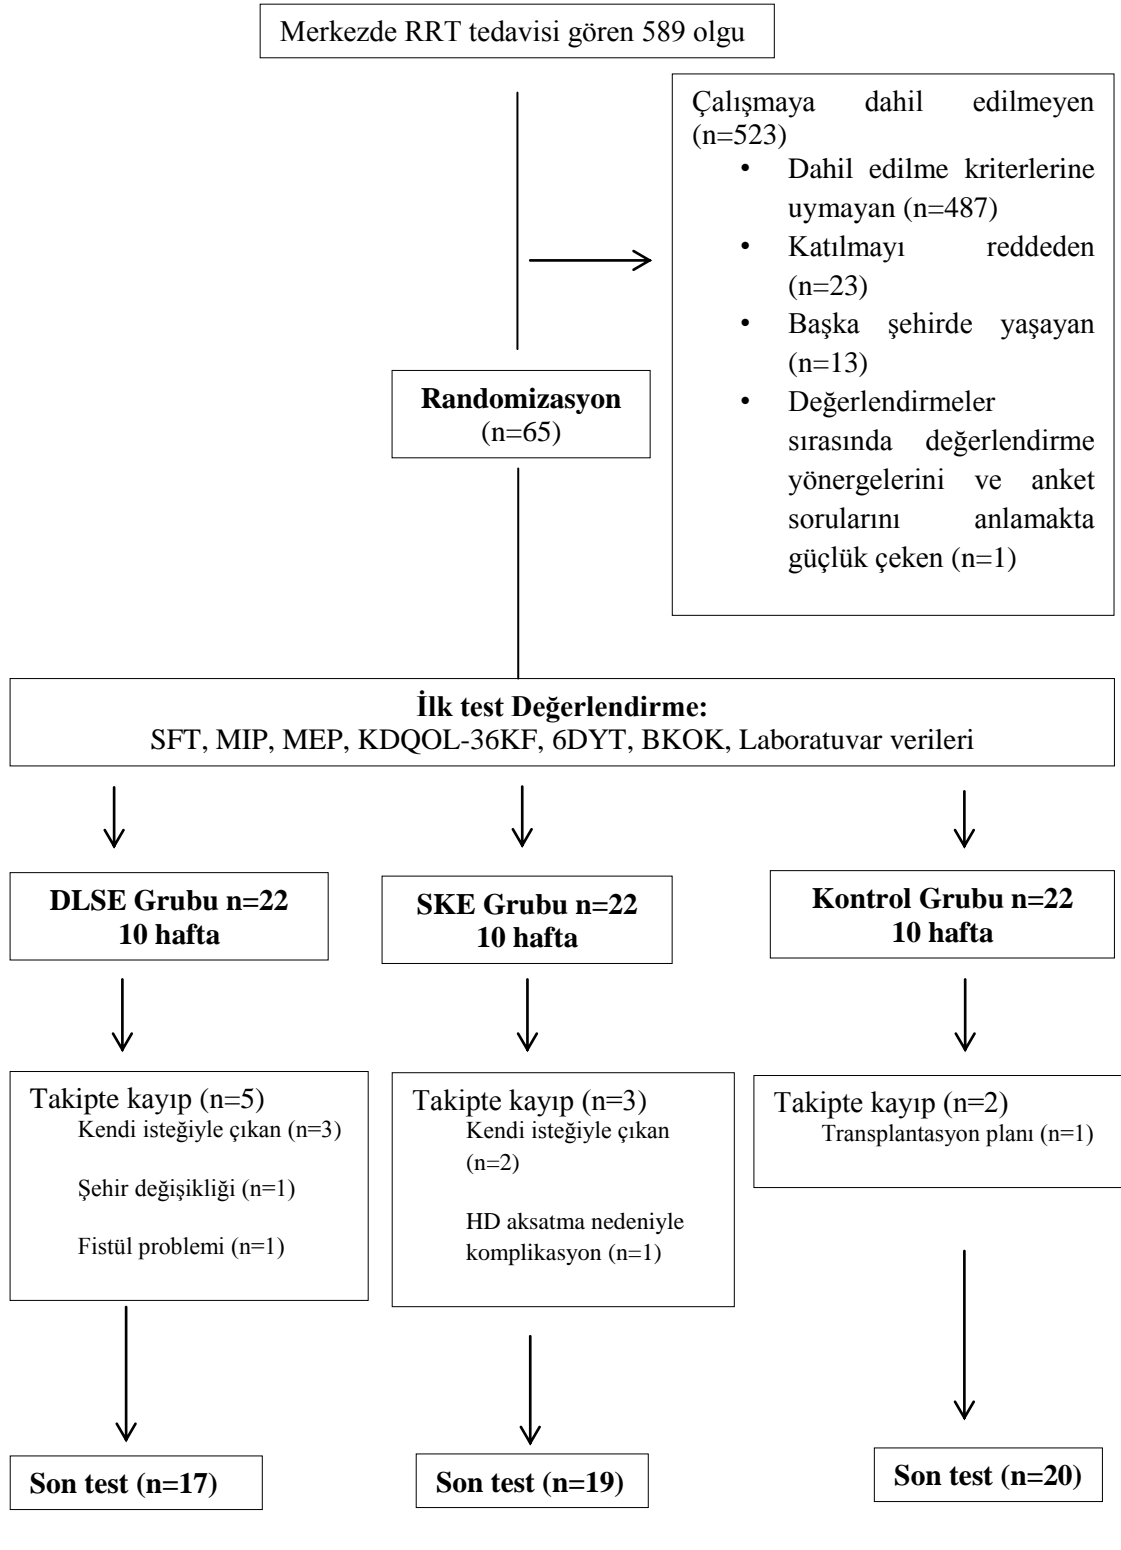 Merkezde RRT tedavisi gören 589 olgu
Çalışmaya dahil edilmeyen
(n=523)
• Dahil edilme kriterlerine
uymayan (n=487)
• Katılmayı reddeden
(n=23)
• Başka şehirde yaşayan
(n=13)
• Değerlendirmeler
sırasında değerlendirme
yönergelerini ve anket
sorularını anlamakta
güçlük çeken (n=1)
Randomizasyon
(n=65)
İlk test Değerlendirme:
SFT, MIP, MEP, KDQOL-36KF, 6DYT, BKOK, Laboratuvar verileri
DLSE Grubu n=22
10 hafta
SKE Grubu n=22
10 hafta
Kontrol Grubu n=22
10 hafta
Takipte kayıp (n=5)
Kendi isteğiyle çıkan (n=3)
Şehir değişikliği (n=1)
Fistül problemi (n=1)
Takipte kayıp (n=3)
Kendi isteğiyle çıkan
(n=2)
HD aksatma nedeniyle
komplikasyon (n=1)
Takipte kayıp (n=2)
Transplantasyon planı (n=1)
Son test (n=17)
Son test (n=19)
Son test (n=20)